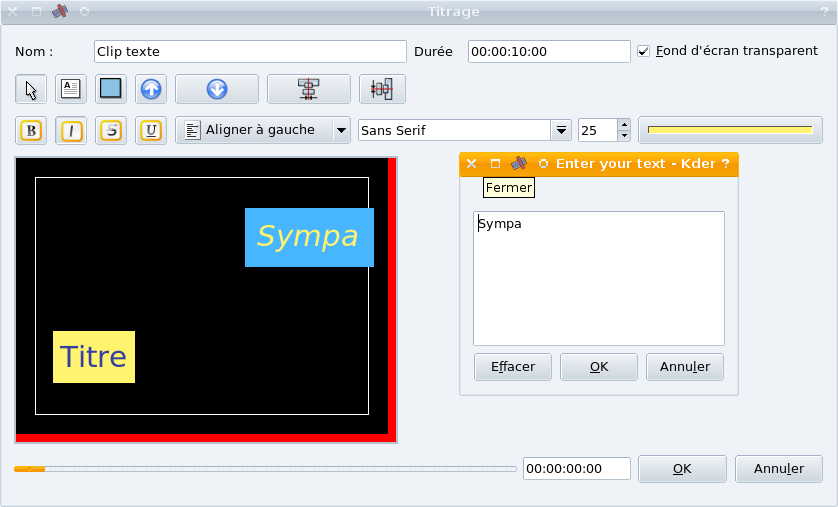 Titrage
?
Nom :
Clip texte
Durée
00:00:10:00
Fond d'écran transparent
A
B
I
S
U
Aligner à gauche
Sans Serif
25
Enter your text - Kder
?
Fermer
Sympa
Sympa
Titre
Effacer
OK
Annuler
00:00:00:00
OK
Annuler